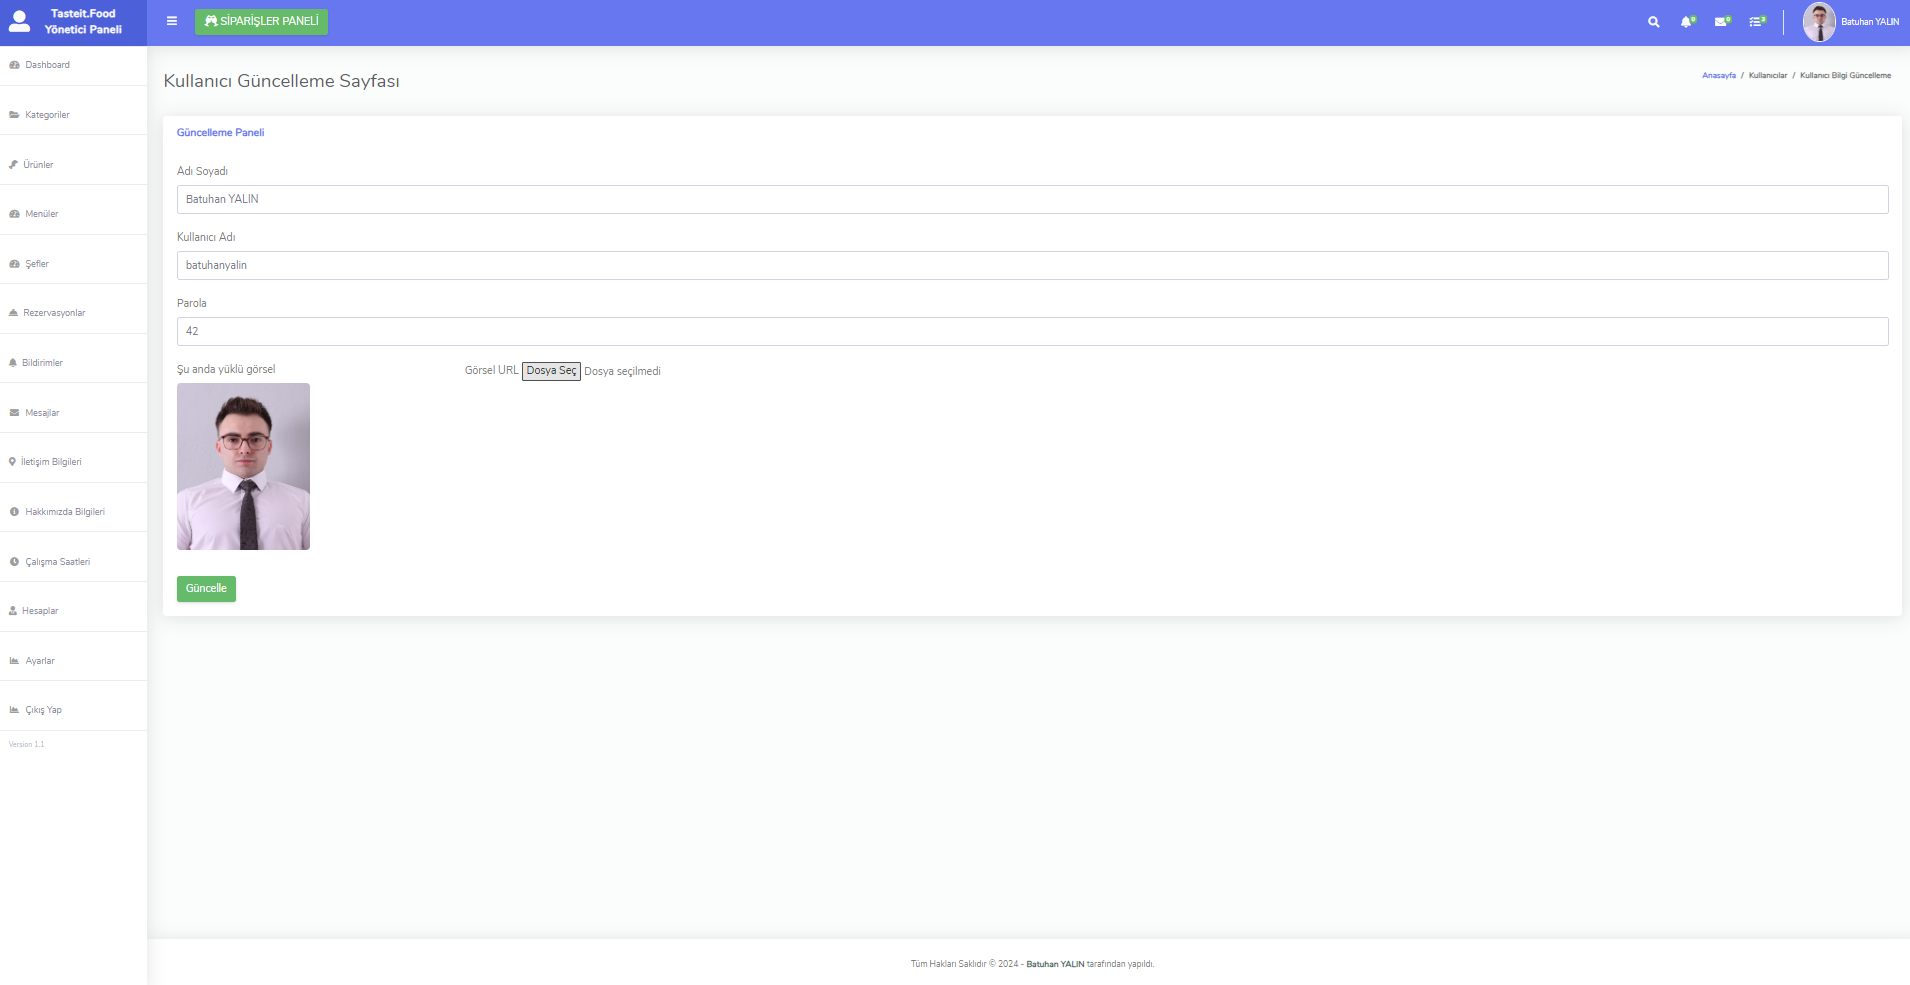 Tasteit.Food
Yönetici Paneli
SİPARİŞLER PANELİ
0
0
3
Batuhan YALIN
Dashboard
Kategoriler
Ürünler
Menüler
Şefler
Rezervasyonlar
Bildirimler
Mesajlar
İletişim Bilgileri
Hakkımızda Bilgileri
Çalışma Saatleri
Hesaplar
Ayarlar
Çıkış Yap
Version 1.1
Kullanıcı Güncelleme Sayfası
Anasayfa / Kullanıcılar / Kullanıcı Bilgi Güncelleme
Güncelleme Paneli
Adı Soyadı
Batuhan YALIN
Kullanıcı Adı
batuhanyalin
Parola
42
Şu anda yüklü görsel
Görsel URL Dosya Seç Dosya seçilmedi
Güncelle
Tüm Hakları Saklıdır © 2024 - Batuhan YALIN tarafından yapıldı.